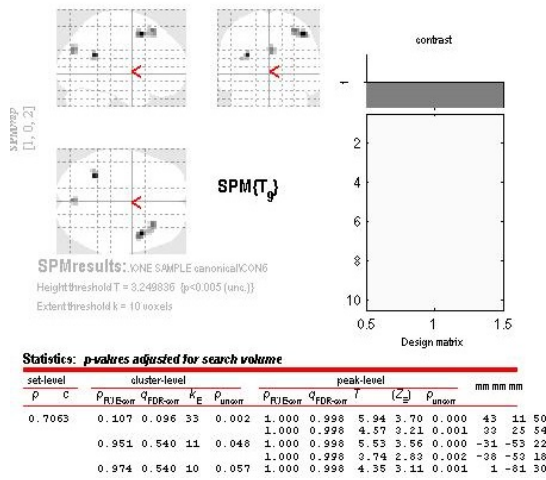 contrast
1
SPMmip
[1, 0, 2]
<
<
<
SPM{T9}
2
4
6
8
10
0.5 1 1.5
Design matrix
SPMresults: .\ONE SAMPLE canonical\CON6
Height threshold T = 3.249836 {p<0.005 (unc.)}
Extent threshold k = 10 voxels
Statistics: p-values adjusted for search volume
set-level cluster-level peak-level mm mm mm
p c pFWE-corr qFDR-corr kE puncorr pFWE-corr qFDR-corr T (Z≡) puncorr
0.7063 0.107 0.096 33 0.002 1.000 0.998 5.94 3.70 0.000 43 11 50
1.000 0.998 4.57 3.21 0.001 33 25 54
0.951 0.540 11 0.048 1.000 0.998 5.53 3.56 0.000 -31 -53 22
1.000 0.998 3.74 2.83 0.002 -38 -53 18
0.974 0.540 10 0.057 1.000 0.998 4.35 3.11 0.001 1 -81 30